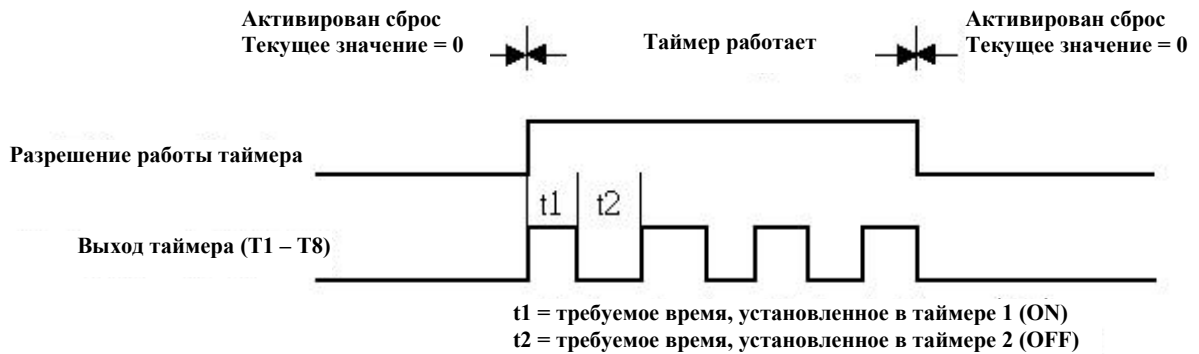 Активирован сброс
Текущее значение = 0
Таймер работает
Активирован сброс
Текущее значение = 0
Разрешение работы таймера
t1 t2
Выход таймера (T1 – T8)
t1 = требуемое время, установленное в таймере 1 (ON)
t2 = требуемое время, установленное в таймере 2 (OFF)